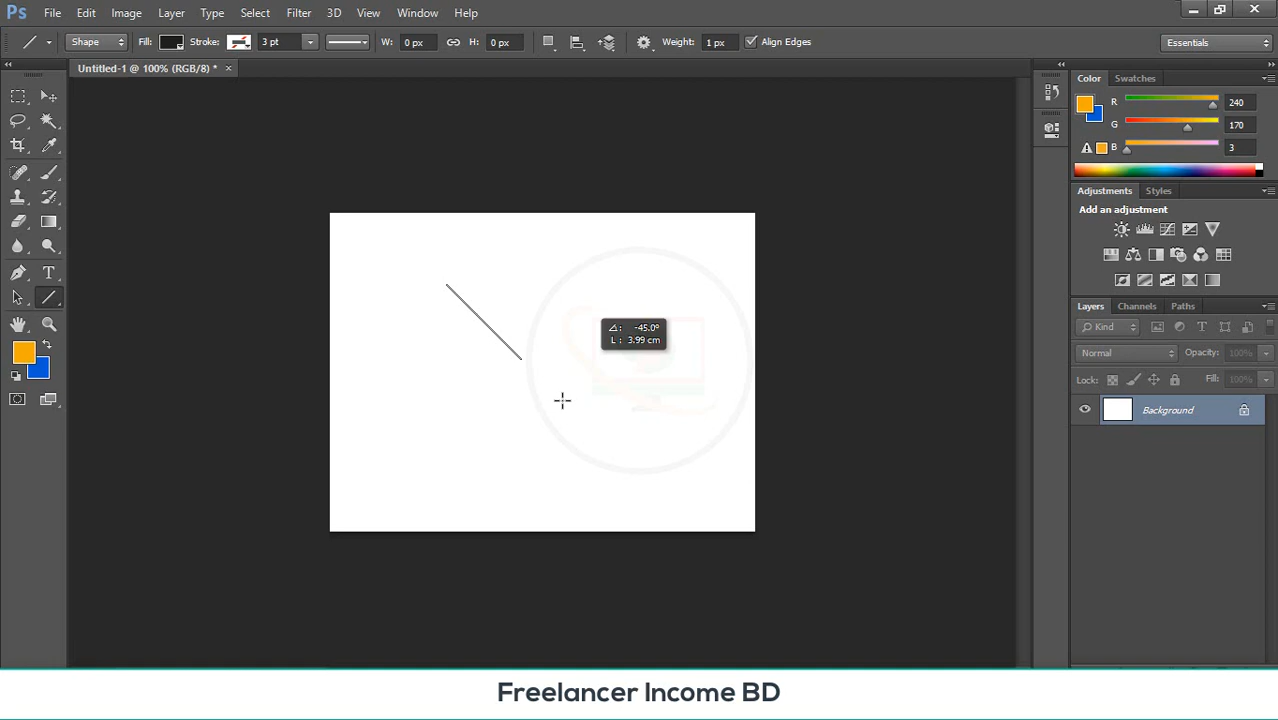 Ps File Edit Image Layer Type Select Filter 3D View Window Help
Shape Fill: Stroke: 3 pt W: 0 px H: 0 px Weight: 1 px Align Edges Essentials
Untitled-1 @ 100% (RGB/8) * ×
Color Swatches
R 240
G 170
B 3
Adjustments Styles
Add an adjustment
∠: -45.0°
L : 3.99 cm
Layers Channels Paths
Kind
Normal Opacity: 100%
Lock: Fill: 100%
Background
Freelancer Income BD